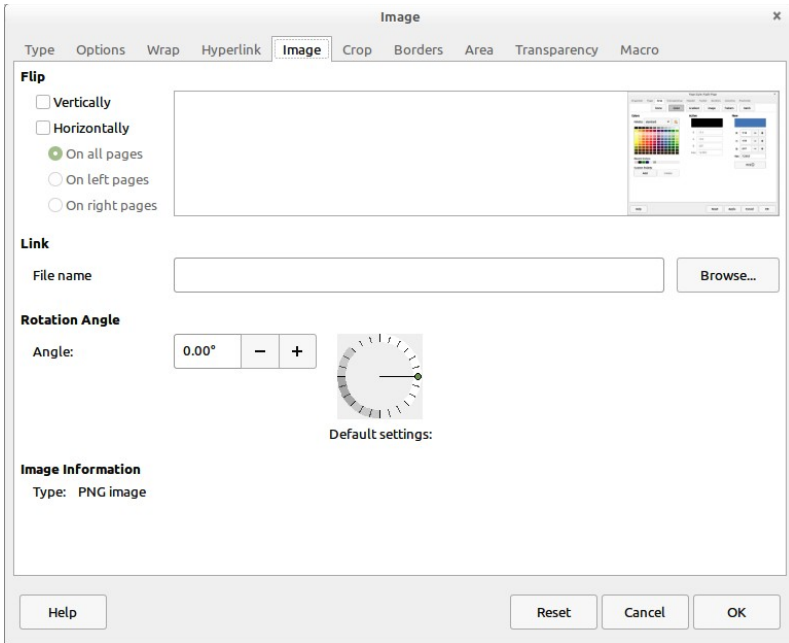 Image
Type Options Wrap Hyperlink Image Crop Borders Area Transparency Macro
Flip
Vertically
Horizontally
On all pages
On left pages
On right pages
Link
File name
Browse...
Rotation Angle
Angle: 0.00°
Default settings:
Image Information
Type: PNG image
Help Reset Cancel OK